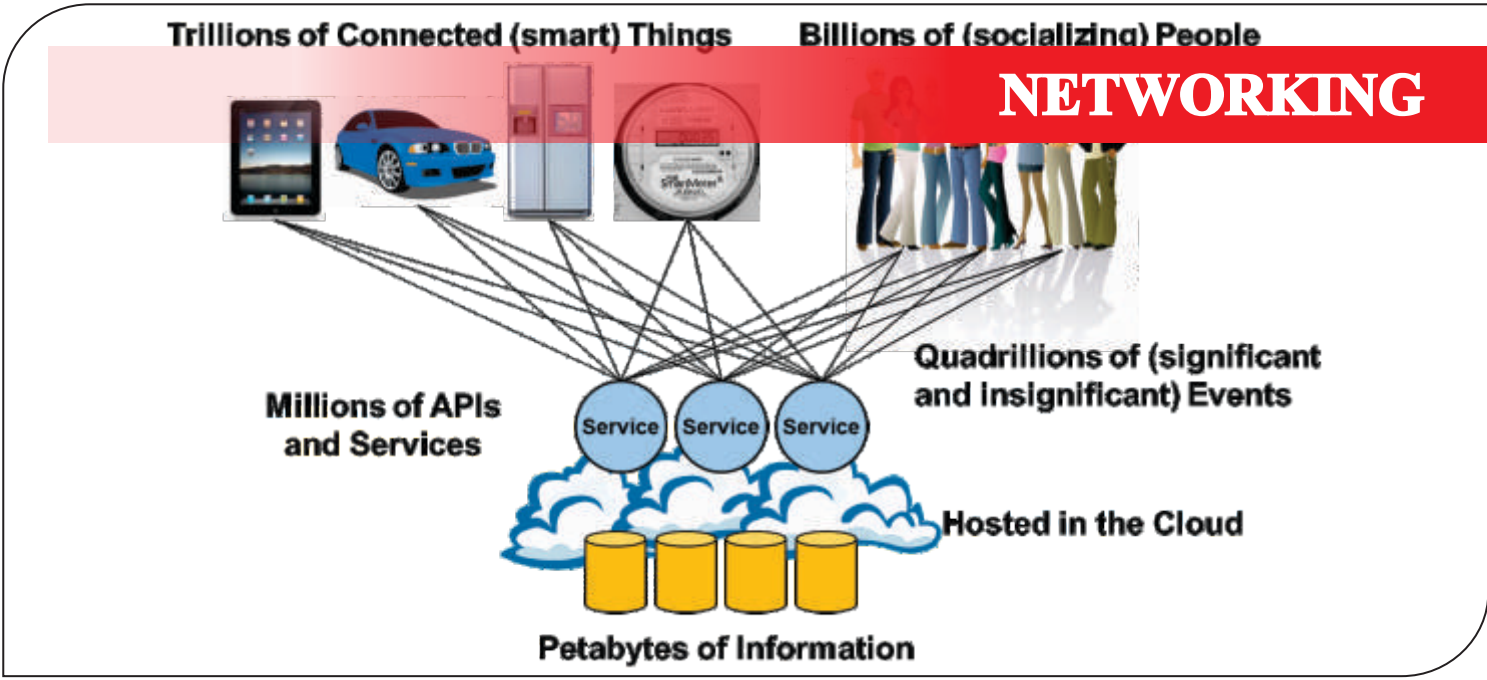 Trillions of Connected (smart) Things
Billions of (socializing) People
NETWORKING
SmartMeter
Quadrillions of (significant
and insignificant) Events
Millions of APIs
and Services
Service
Service
Service
Hosted in the Cloud
Petabytes of Information